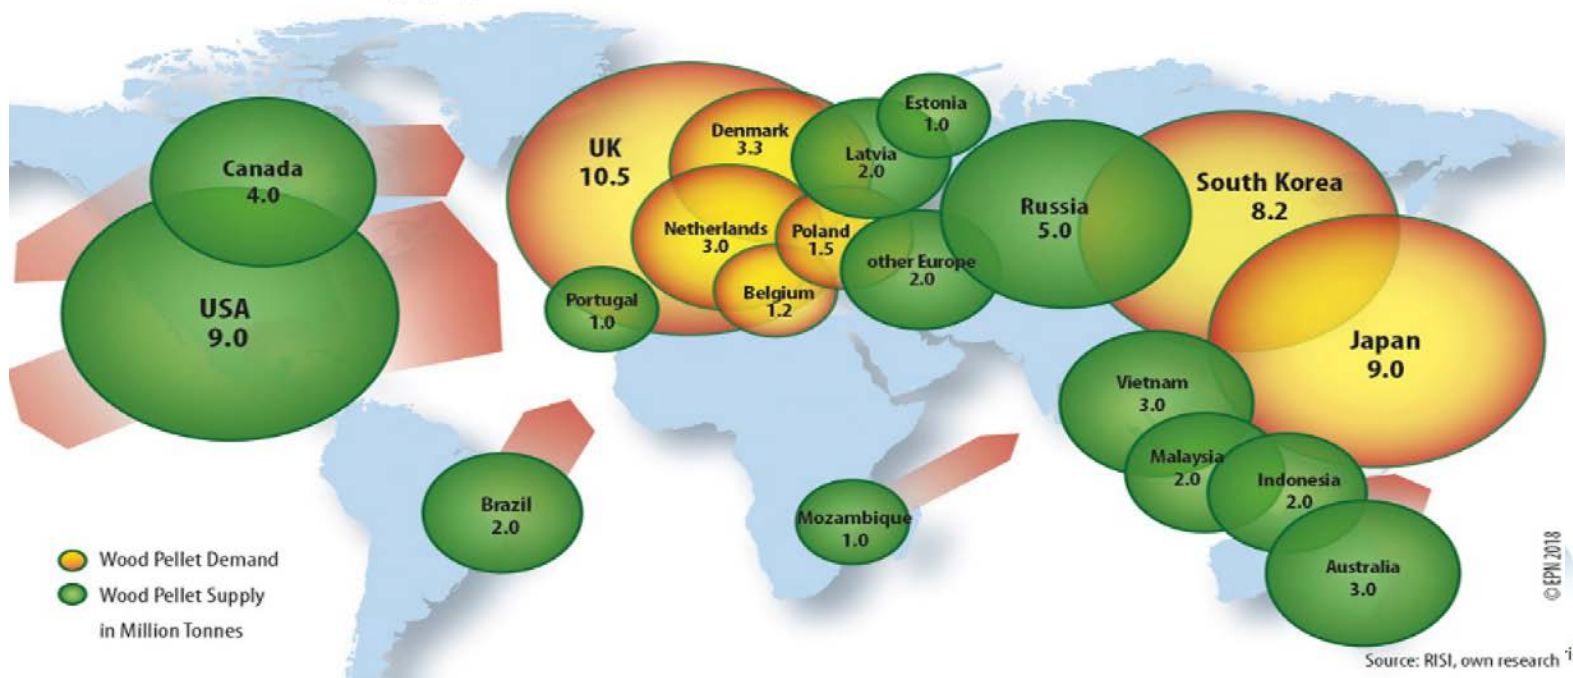 Canada
4.0
USA
9.0
UK
10.5
Denmark
3.3
Netherlands
3.0
Poland
1.5
Belgium
1.2
Portugal
1.0
Latvia
2.0
Estonia
1.0
other Europe
2.0
Russia
5.0
South Korea
8.2
Japan
9.0
Vietnam
3.0
Malaysia
2.0
Indonesia
2.0
Australia
3.0
Brazil
2.0
Mozambique
1.0
Wood Pellet Demand
Wood Pellet Supply
in Million Tonnes
©EPN 2018
Source: RISI, own research i